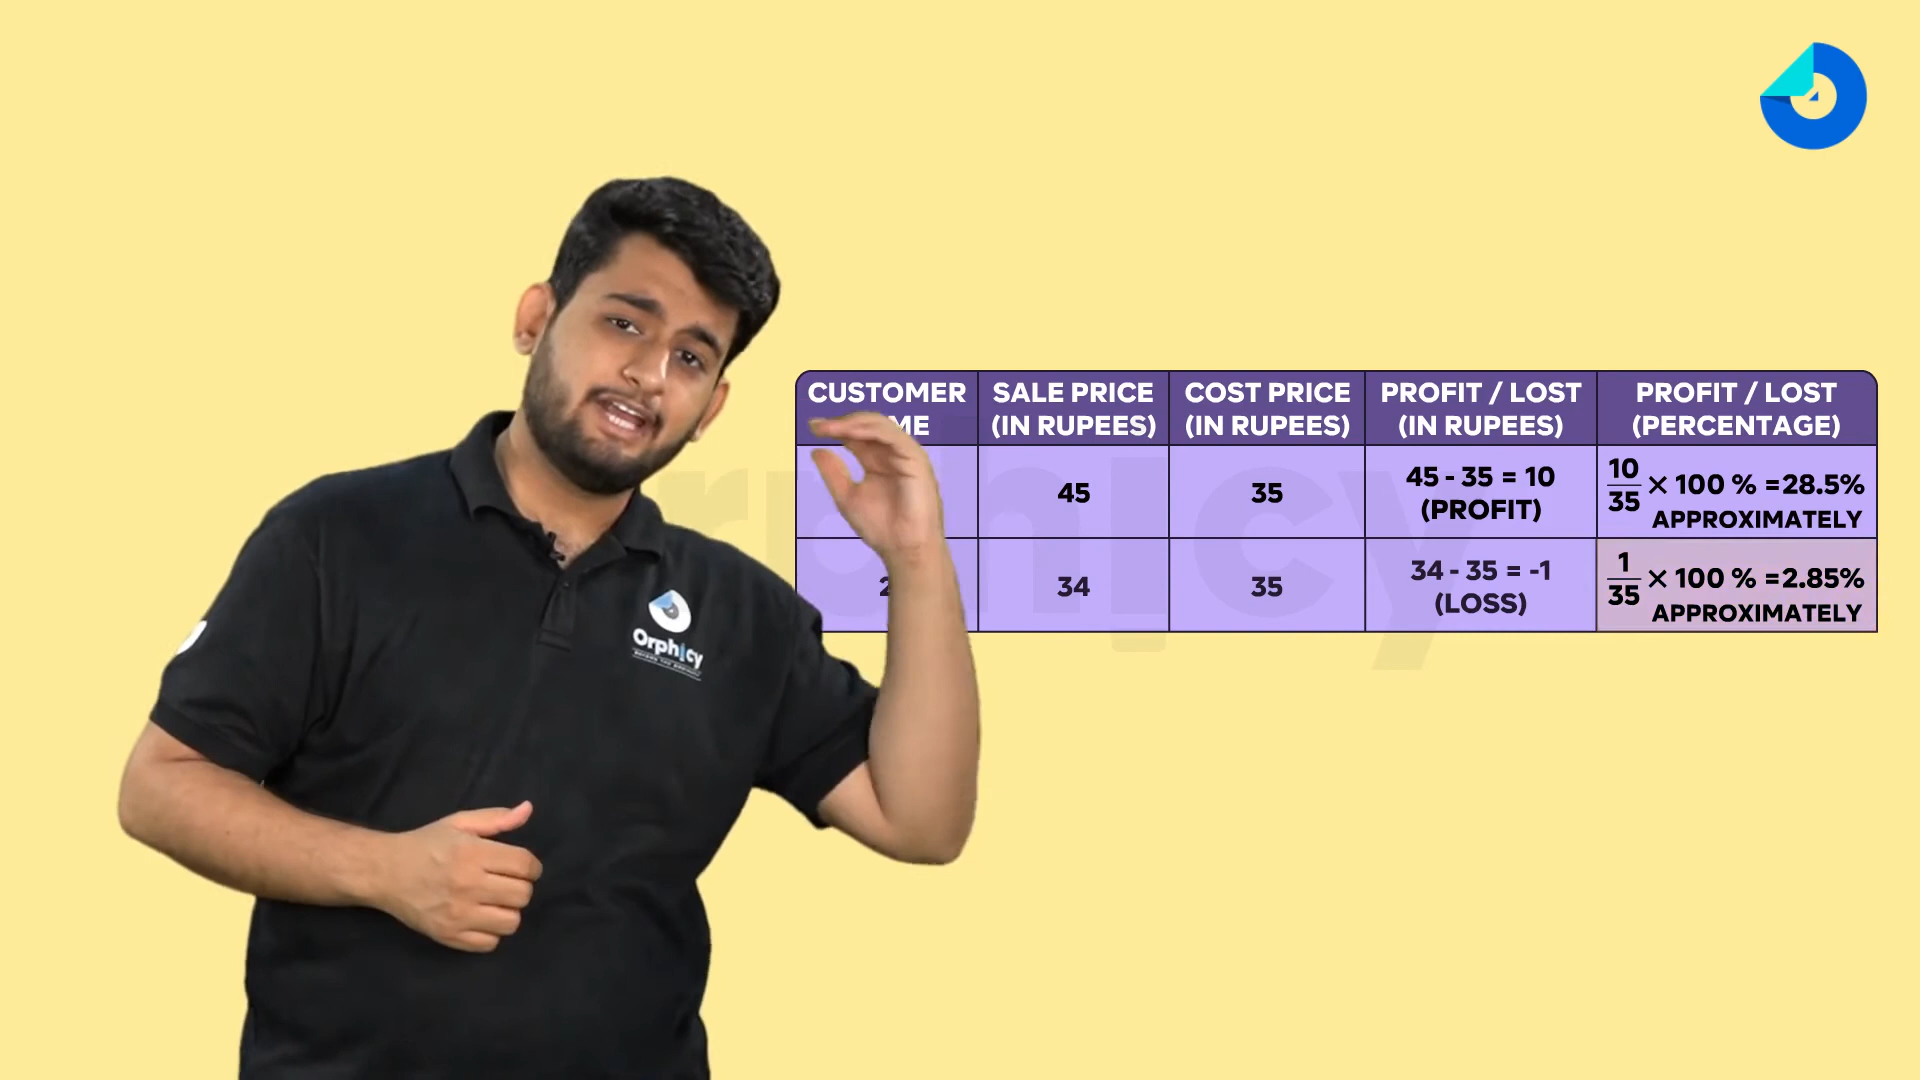 CUSTOMER
ME
SALE PRICE
(IN RUPEES)
COST PRICE
(IN RUPEES)
PROFIT / LOST
(IN RUPEES)
PROFIT / LOST
(PERCENTAGE)
45
35
45 - 35 = 10
(PROFIT)
10/35 × 100 % =28.5%
APPROXIMATELY
2
34
35
34 - 35 = -1
(LOSS)
1/35 × 100 % =2.85%
APPROXIMATELY
Orphicy